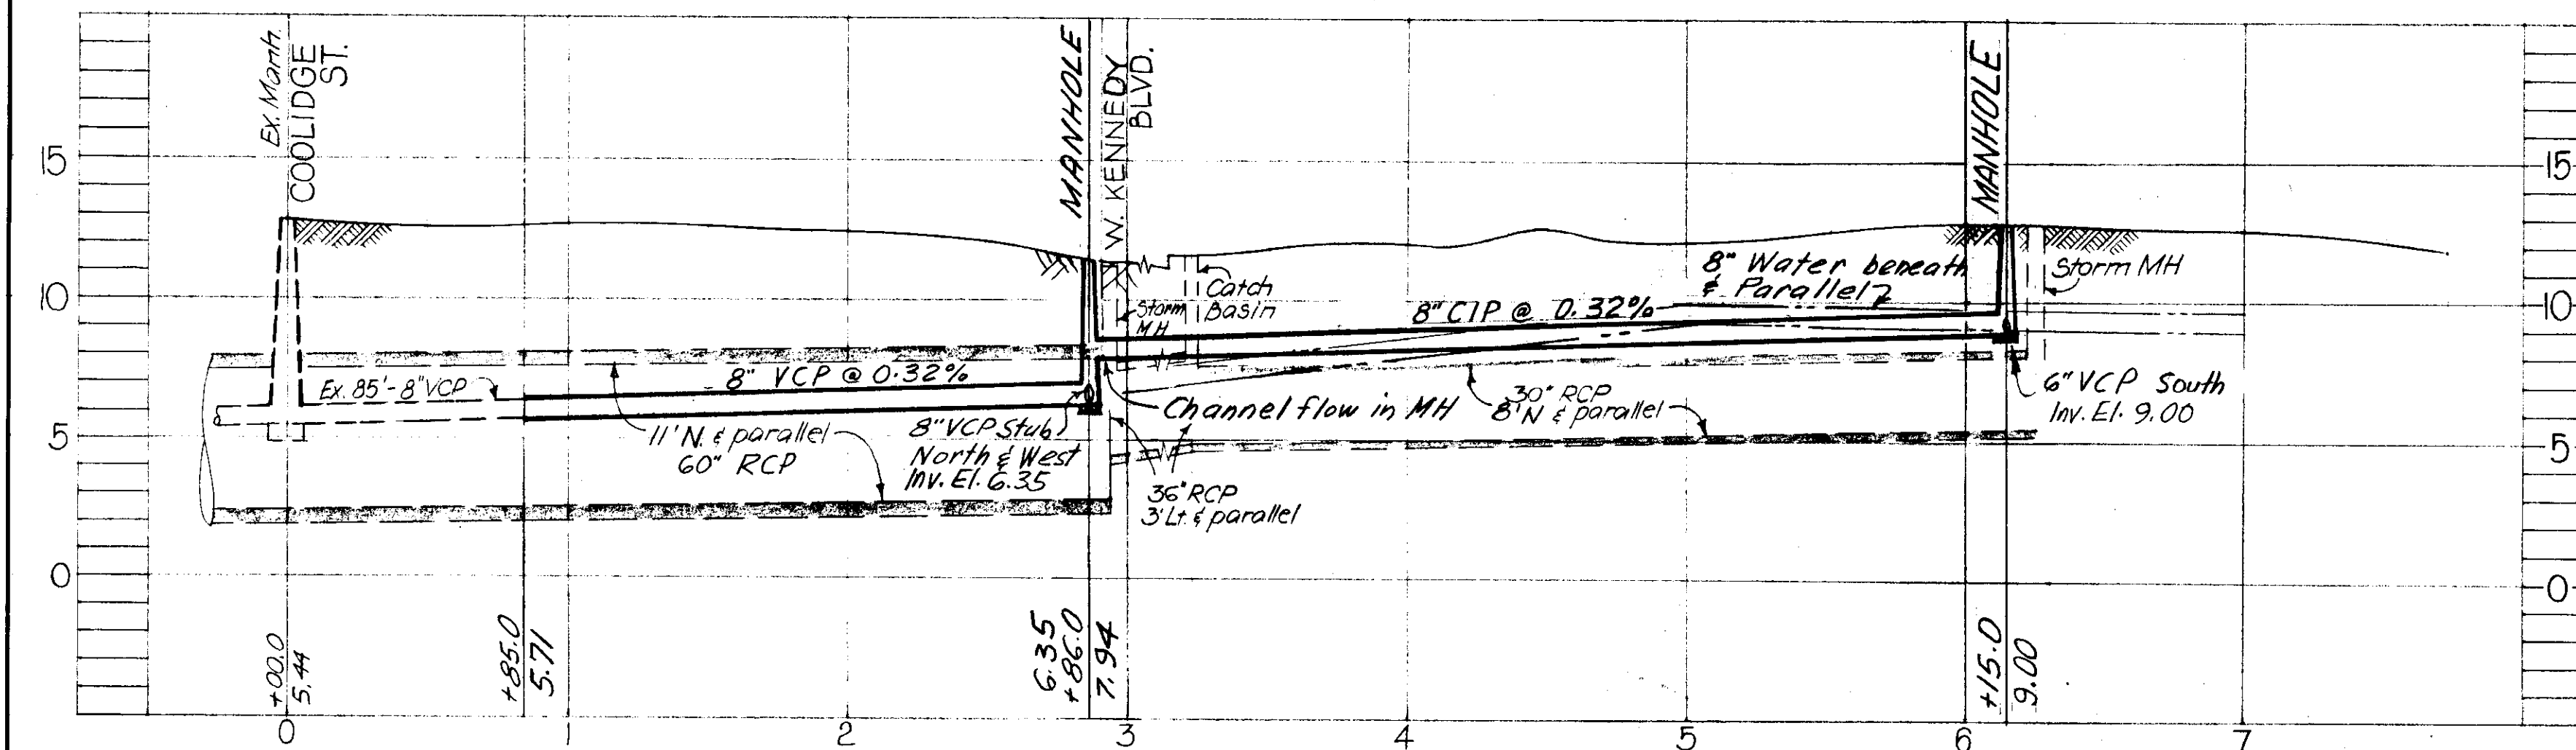 Ex. Manh.
COOLIDGE
ST.
MANHOLE
W. KENNEDY
BLVD.
MANHOLE
15
10
5
0
15
10
5
0
Storm
MH
Catch
Basin
8" Water beneath
& Parallel
Storm MH
8" CIP @ 0.32%
Ex. 85'-8" VCP
8" VCP @ 0.32%
11' N. & parallel
60" RCP
8" VCP Stub
North & West
Inv. El. 6.35
Channel flow in MH
30" RCP
8' N & parallel
6" VCP South
Inv. El. 9.00
36" RCP
3' Lt. & parallel
+00.0
5.44
+85.0
5.71
6.35
+86.0
7.94
+15.0
9.00
0
1
2
3
4
5
6
7